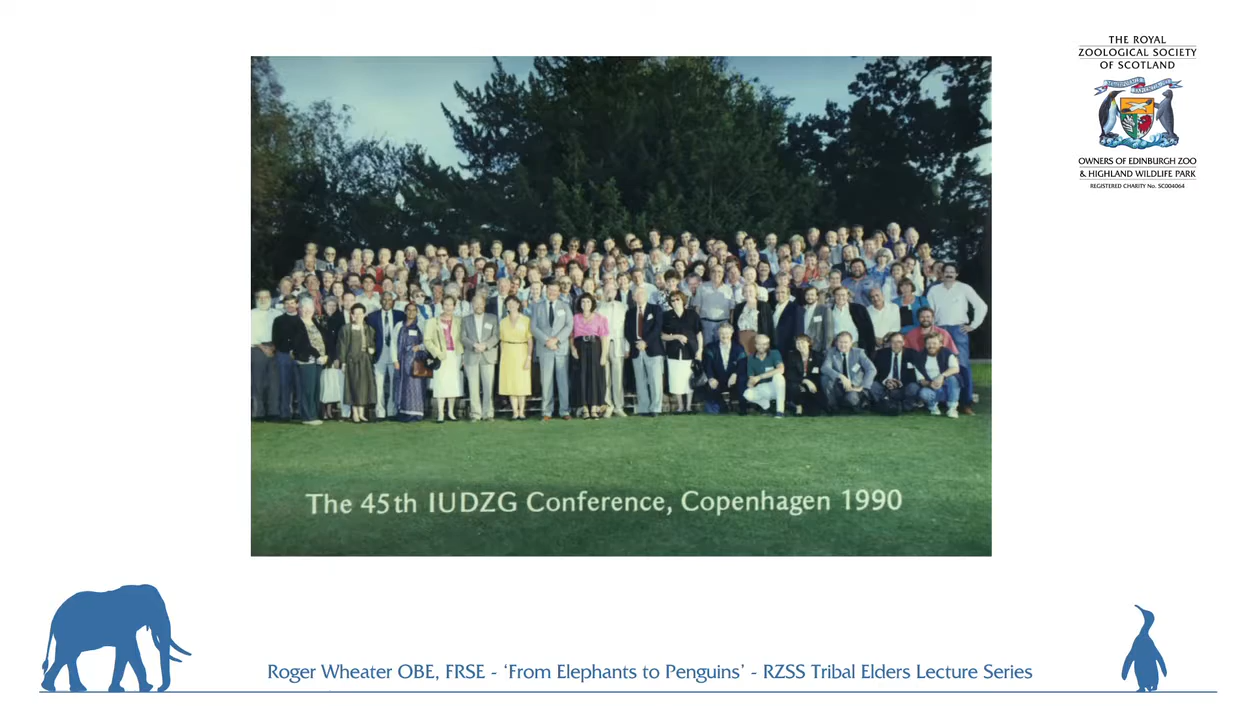 THE ROYAL
ZOOLOGICAL SOCIETY
OF SCOTLAND
OWNERS OF EDINBURGH ZOO
& HIGHLAND WILDLIFE PARK
REGISTERED CHARITY No. SC004064
The 45th IUDZG Conference, Copenhagen 1990
Roger Wheater OBE, FRSE - ‘From Elephants to Penguins’ - RZSS Tribal Elders Lecture Series